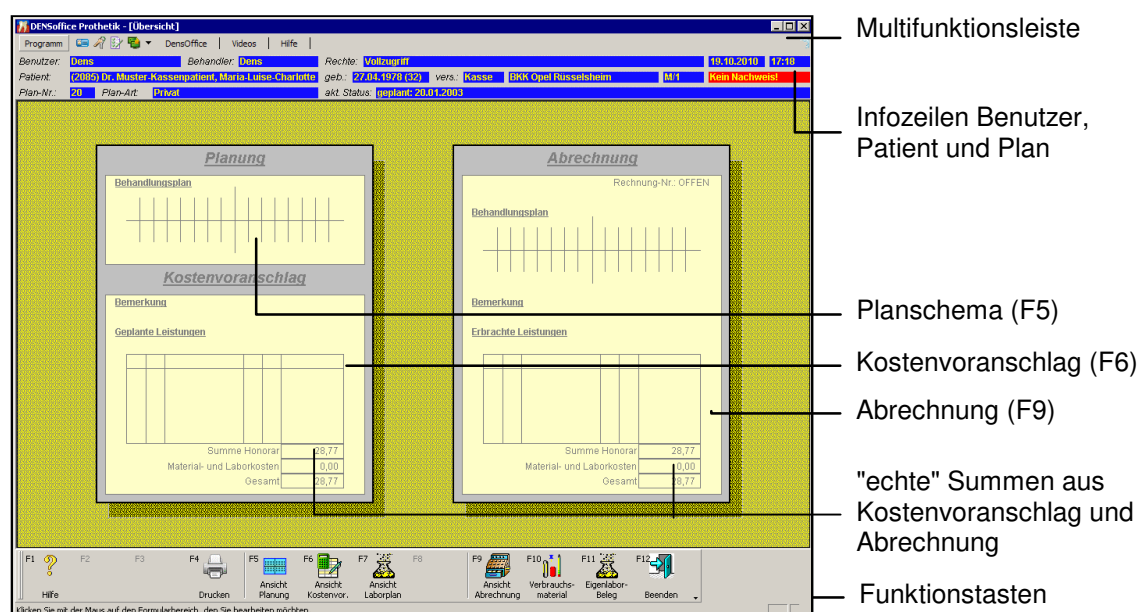 DENSoffice Prothetik - [Übersicht]
Multifunktionsleiste
Programm DensOffice Videos Hilfe
Benutzer: Dens Behandler: Dens Rechte: Vollzugriff 19.10.2010 17:18
Patient: (2085) Dr. Muster-Kassenpatient, Maria-Luise-Charlotte geb.: 27.04.1978 (32) vers.: Kasse BKK Opel Rüsselsheim M/1 Kein Nachweis!
Plan-Nr.: 20 Plan-Art: Privat akt. Status: geplant: 20.01.2003
Infozeilen Benutzer,
Patient und Plan
Planung
Behandlungsplan
Kostenvoranschlag
Bemerkung
Geplante Leistungen
Summe Honorar 28,77
Material- und Laborkosten 0,00
Gesamt 28,77
Abrechnung
Rechnung-Nr.: OFFEN
Behandlungsplan
Bemerkung
Erbrachte Leistungen
Summe Honorar 28,77
Material- und Laborkosten 0,00
Gesamt 28,77
Planschema (F5)
Kostenvoranschlag (F6)
Abrechnung (F9)
"echte" Summen aus
Kostenvoranschlag und
Abrechnung
Funktionstasten
F1 Hilfe
F2
F3
F4 Drucken
F5 Ansicht Planung
F6 Ansicht Kostenvor.
F7 Ansicht Laborplan
F8
F9 Ansicht Abrechnung
F10 Verbrauchs-material
F11 Eigenlabor-Beleg
F12 Beenden
Klicken Sie mit der Maus auf den Formularbereich, den Sie bearbeiten möchten